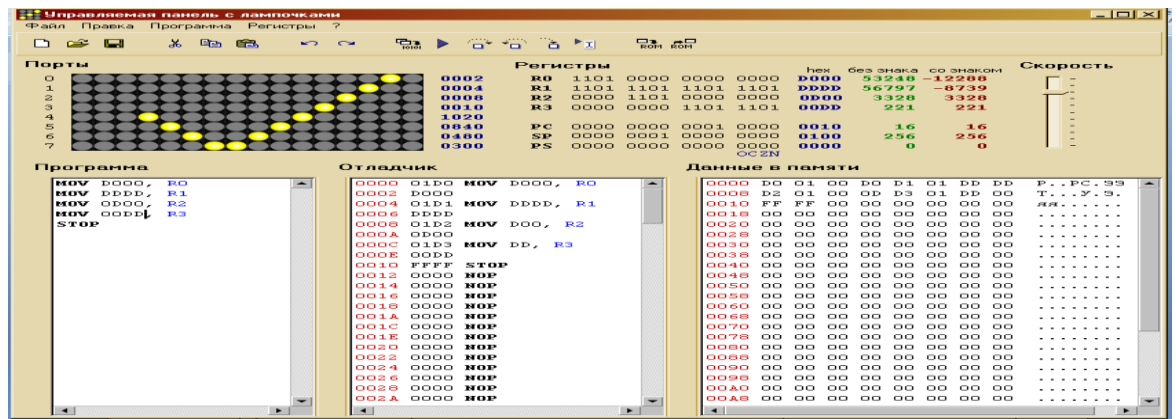 Управляемая панель с лампочками
Файл Правка Программа Регистры ?
Порты
0 0002
1 0004
2 0008
3 0010
4 1020
5 0840
6 0480
7 0300
Регистры
hex без знака со знаком
R0 1101 0000 0000 0000 D000 53248 -12288
R1 1101 1101 1101 1101 DDDD 56797 -8739
R2 0000 1101 0000 0000 0D00 3328 3328
R3 0000 0000 1101 1101 00DD 221 221
PC 0000 0000 0001 0000 0010 16 16
SP 0000 0001 0000 0000 0100 256 256
PS 0000 0000 0000 0000 0000 0 0
OCZN
Скорость
Программа
MOV D000, R0
MOV DDDD, R1
MOV 0D00, R2
MOV 00DD, R3
STOP
Отладчик
0000 01D0 MOV D000, R0
0002 D000
0004 01D1 MOV DDDD, R1
0006 DDDD
0008 01D2 MOV D00, R2
000A 0D00
000C 01D3 MOV DD, R3
000E 00DD
0010 FFFF STOP
0012 0000 NOP
0014 0000 NOP
0016 0000 NOP
0018 0000 NOP
001A 0000 NOP
001C 0000 NOP
001E 0000 NOP
0020 0000 NOP
0022 0000 NOP
0024 0000 NOP
0026 0000 NOP
0028 0000 NOP
002A 0000 NOP
Данные в памяти
0000 D0 01 00 D0 D1 01 DD DD Р..РС.ЭЭ
0008 D2 01 00 0D D3 01 DD 00 Т...У.Э.
0010 FF FF 00 00 00 00 00 00 яя......
0018 00 00 00 00 00 00 00 00 ........
0020 00 00 00 00 00 00 00 00 ........
0028 00 00 00 00 00 00 00 00 ........
0030 00 00 00 00 00 00 00 00 ........
0038 00 00 00 00 00 00 00 00 ........
0040 00 00 00 00 00 00 00 00 ........
0048 00 00 00 00 00 00 00 00 ........
0050 00 00 00 00 00 00 00 00 ........
0058 00 00 00 00 00 00 00 00 ........
0060 00 00 00 00 00 00 00 00 ........
0068 00 00 00 00 00 00 00 00 ........
0070 00 00 00 00 00 00 00 00 ........
0078 00 00 00 00 00 00 00 00 ........
0080 00 00 00 00 00 00 00 00 ........
0088 00 00 00 00 00 00 00 00 ........
0090 00 00 00 00 00 00 00 00 ........
0098 00 00 00 00 00 00 00 00 ........
00A0 00 00 00 00 00 00 00 00 ........
00A8 00 00 00 00 00 00 00 00 ........
ROM ROM